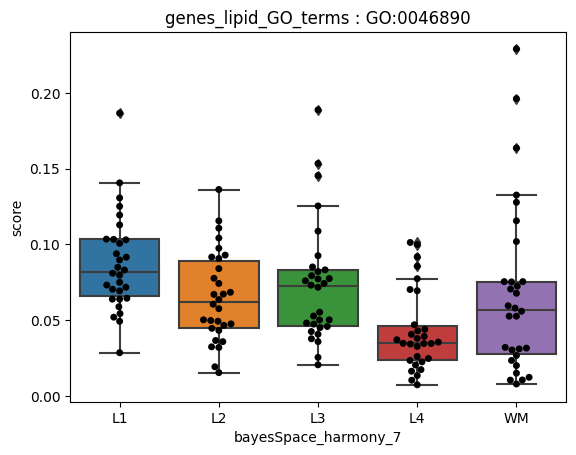 genes_lipid_GO_terms : GO:0046890
0.20
0.15
0.10
0.05
0.00
score
L1 L2 L3 L4 WM
bayesSpace_harmony_7